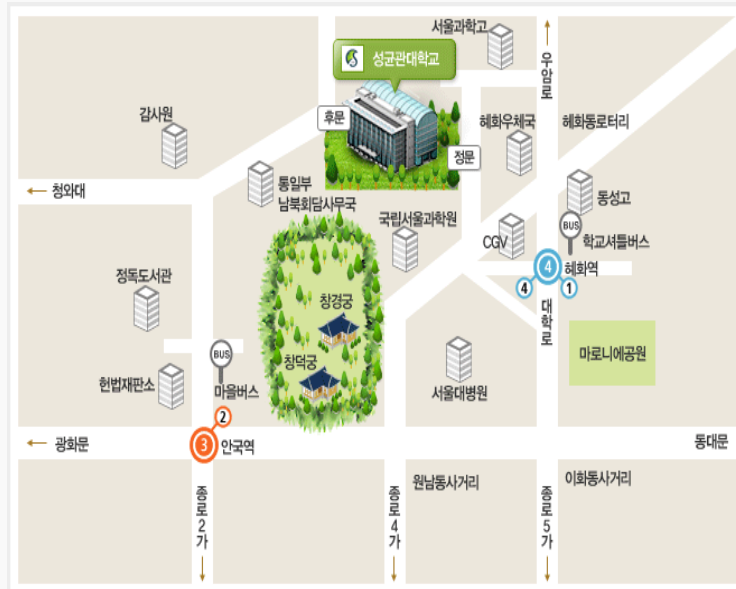 서울과학고
성균관대학교
우암로
감사원
후문
혜화우체국
혜화동로터리
정문
← 청와대
통일부
남북회담사무국
동성고
국립서울과학원
CGV
BUS
학교셔틀버스
4
혜화역
4
1
정독도서관
창경궁
대학로
마로니에공원
BUS
헌법재판소
창덕궁
마을버스
서울대병원
2
← 광화문
3
안국역
동대문
원남동사거리
이화동사거리
종로2가
종로4가
종로5가